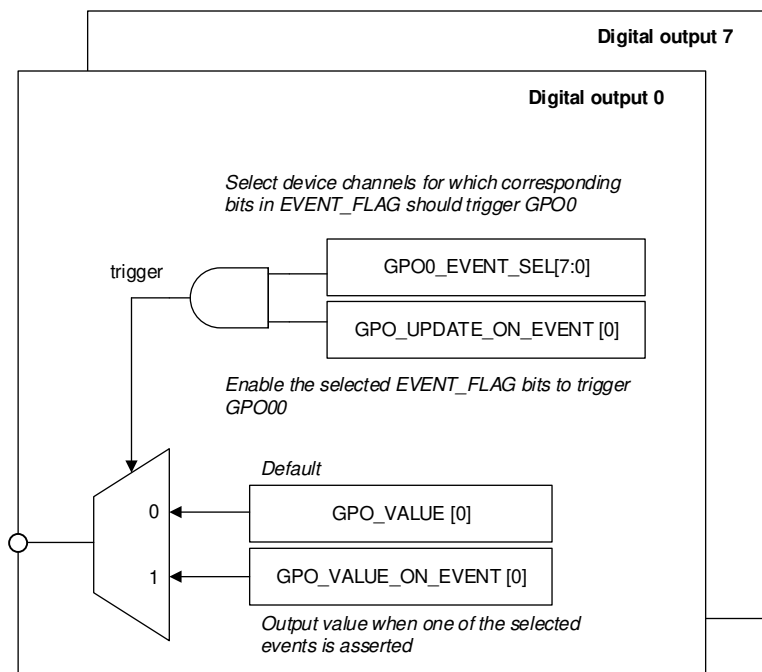 Digital output 7
Digital output 0
Select device channels for which corresponding
bits in EVENT_FLAG should trigger GPO0
trigger
GPO0_EVENT_SEL[7:0]
GPO_UPDATE_ON_EVENT [0]
Enable the selected EVENT_FLAG bits to trigger
GPO00
Default
0
GPO_VALUE [0]
1
GPO_VALUE_ON_EVENT [0]
Output value when one of the selected
events is asserted